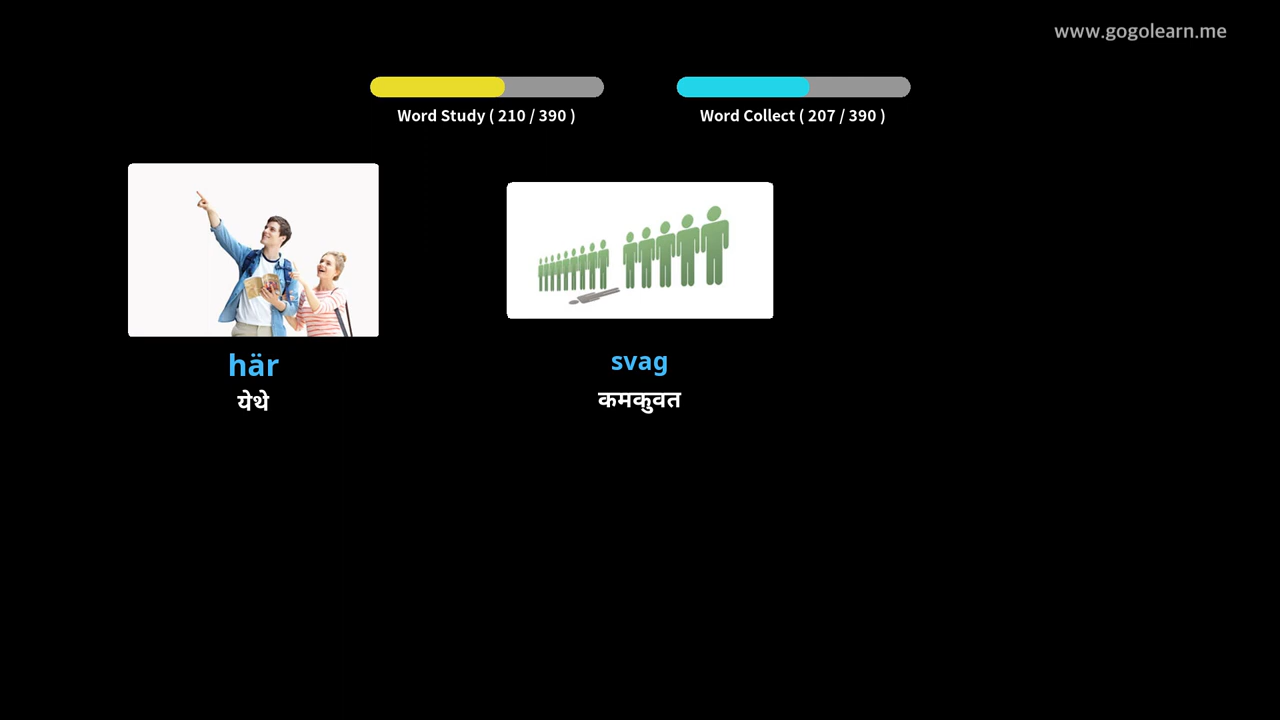 www.gogolearn.me
Word Study ( 210 / 390 )
Word Collect ( 207 / 390 )
här
येथे
svag
कमकुवत